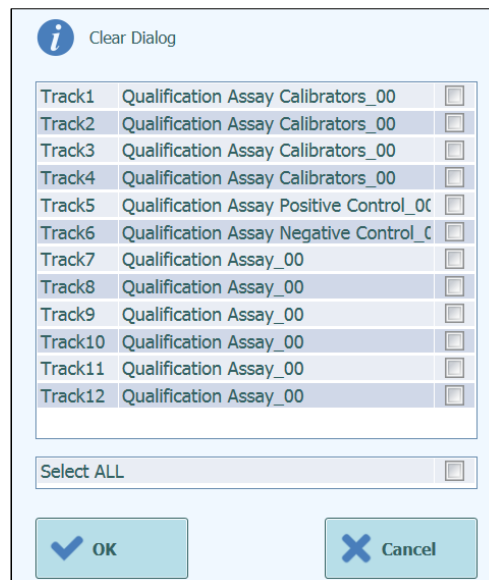 Clear Dialog
Track1 Qualification Assay Calibrators_00
Track2 Qualification Assay Calibrators_00
Track3 Qualification Assay Calibrators_00
Track4 Qualification Assay Calibrators_00
Track5 Qualification Assay Positive Control_00
Track6 Qualification Assay Negative Control_0
Track7 Qualification Assay_00
Track8 Qualification Assay_00
Track9 Qualification Assay_00
Track10 Qualification Assay_00
Track11 Qualification Assay_00
Track12 Qualification Assay_00
Select ALL
OK Cancel